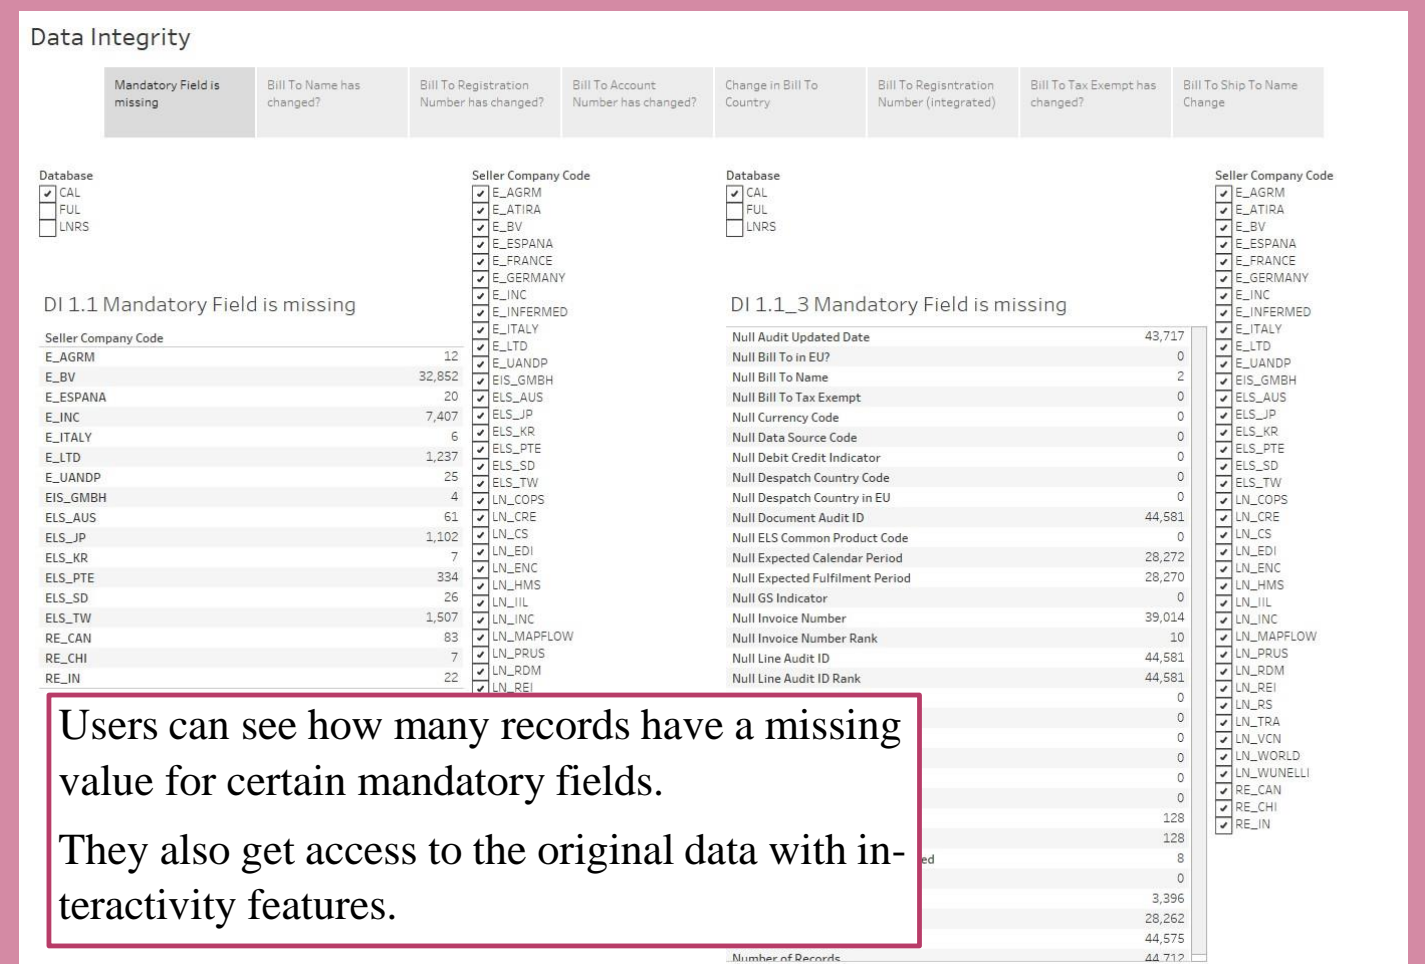 Data Integrity
Mandatory Field is missing
Bill To Name has changed?
Bill To Registration Number has changed?
Bill To Account Number has changed?
Change in Bill To Country
Bill To Regisntration Number (integrated)
Bill To Tax Exempt has changed?
Bill To Ship To Name Change
Database
CAL
FUL
LNRS
Seller Company Code
E_AGRM
E_ATIRA
E_BV
E_ESPANA
E_FRANCE
E_GERMANY
E_INC
E_INFERMED
E_ITALY
E_LTD
E_UANDP
EIS_GMBH
ELS_AUS
ELS_JP
ELS_KR
ELS_PTE
ELS_SD
ELS_TW
LN_COPS
LN_CRE
LN_CS
LN_EDI
LN_ENC
LN_HMS
LN_IIL
LN_INC
LN_MAPFLOW
LN_PRUS
LN_RDM
LN_REI
DI 1.1 Mandatory Field is missing
Seller Company Code
E_AGRM 12
E_BV 32,852
E_ESPANA 20
E_INC 7,407
E_ITALY 6
E_LTD 1,237
E_UANDP 25
EIS_GMBH 4
ELS_AUS 61
ELS_JP 1,102
ELS_KR 7
ELS_PTE 334
ELS_SD 26
ELS_TW 1,507
RE_CAN 83
RE_CHI 7
RE_IN 22
Database
CAL
FUL
LNRS
DI 1.1_3 Mandatory Field is missing
Null Audit Updated Date 43,717
Null Bill To in EU? 0
Null Bill To Name 2
Null Bill To Tax Exempt 0
Null Currency Code 0
Null Data Source Code 0
Null Debit Credit Indicator 0
Null Despatch Country Code 0
Null Despatch Country in EU 0
Null Document Audit ID 44,581
Null ELS Common Product Code 0
Null Expected Calendar Period 28,272
Null Expected Fulfilment Period 28,270
Null GS Indicator 0
Null Invoice Number 39,014
Null Invoice Number Rank 10
Null Line Audit ID 44,581
Null Line Audit ID Rank 44,581
0
0
0
0
0
0
128
128
ed 8
0
3,396
28,262
44,575
Number of Records 44,712
Seller Company Code
E_AGRM
E_ATIRA
E_BV
E_ESPANA
E_FRANCE
E_GERMANY
E_INC
E_INFERMED
E_ITALY
E_LTD
E_UANDP
EIS_GMBH
ELS_AUS
ELS_JP
ELS_KR
ELS_PTE
ELS_SD
ELS_TW
LN_COPS
LN_CRE
LN_CS
LN_EDI
LN_ENC
LN_HMS
LN_IIL
LN_INC
LN_MAPFLOW
LN_PRUS
LN_RDM
LN_REI
LN_RS
LN_TRA
LN_VCN
LN_WORLD
LN_WUNELLI
RE_CAN
RE_CHI
RE_IN
Users can see how many records have a missing
value for certain mandatory fields.
They also get access to the original data with in-
teractivity features.